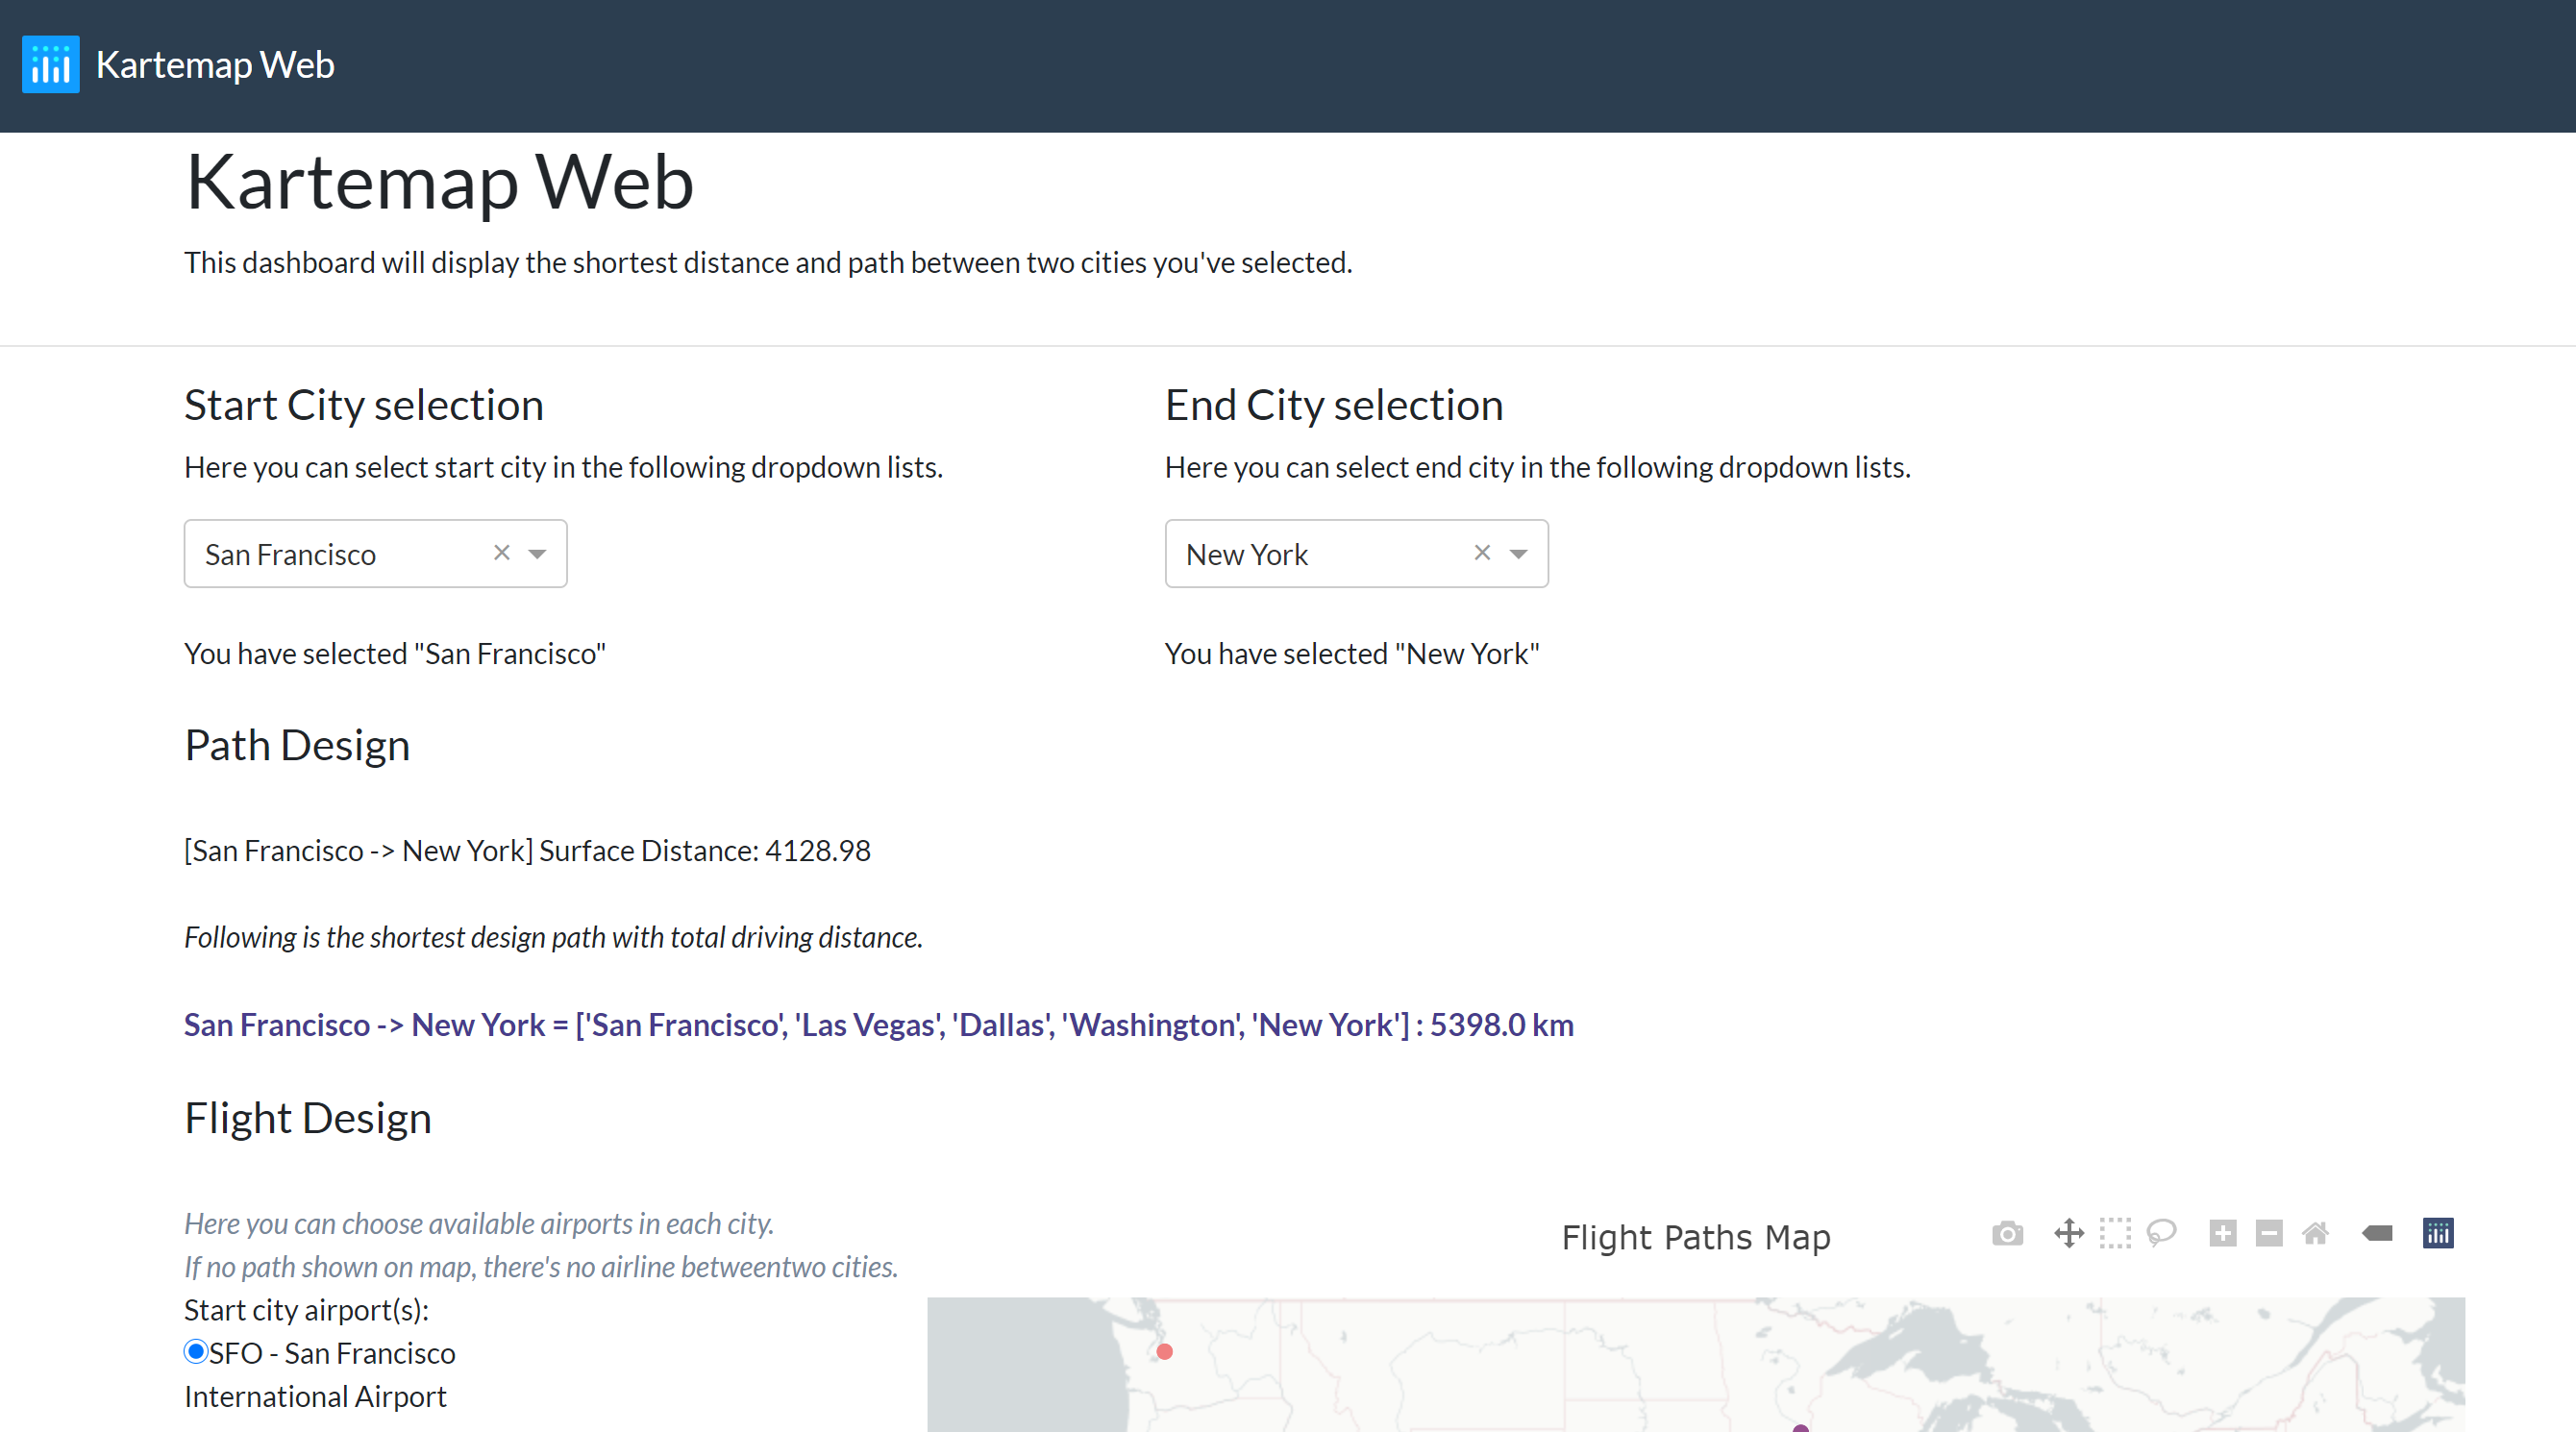 Kartemap Web
Kartemap Web
This dashboard will display the shortest distance and path between two cities you've selected.
Start City selection
Here you can select start city in the following dropdown lists.
San Francisco
You have selected "San Francisco"
End City selection
Here you can select end city in the following dropdown lists.
New York
You have selected "New York"
Path Design
[San Francisco -> New York] Surface Distance: 4128.98
Following is the shortest design path with total driving distance.
San Francisco -> New York = ['San Francisco', 'Las Vegas', 'Dallas', 'Washington', 'New York'] : 5398.0 km
Flight Design
Here you can choose available airports in each city.
If no path shown on map, there's no airline betweentwo cities.
Start city airport(s):
SFO - San Francisco
International Airport
Flight Paths Map